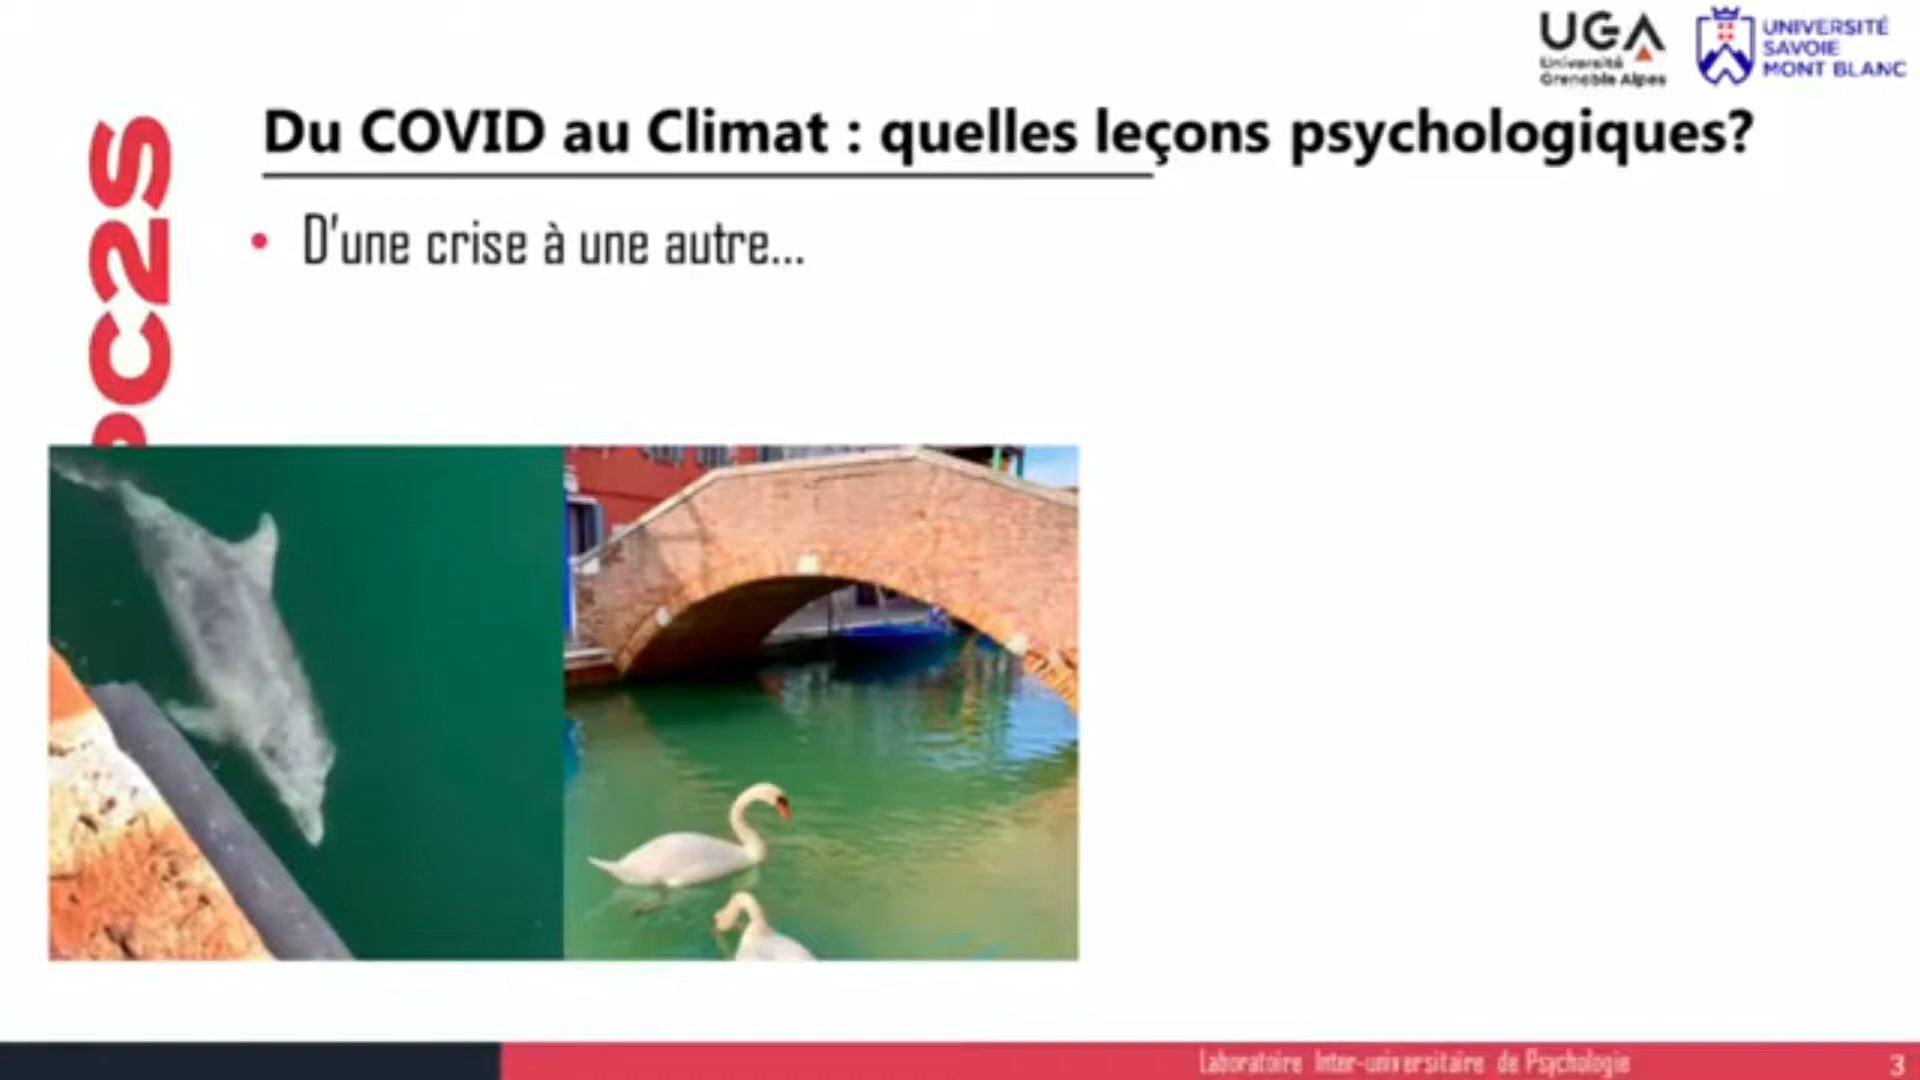 UGA
Université
Grenoble Alpes
UNIVERSITÉ
SAVOIE
MONT BLANC
Du COVID au Climat : quelles leçons psychologiques?
• D'une crise à une autre...
PC2S
Laboratoire Inter-universitaire de Psychologie
3